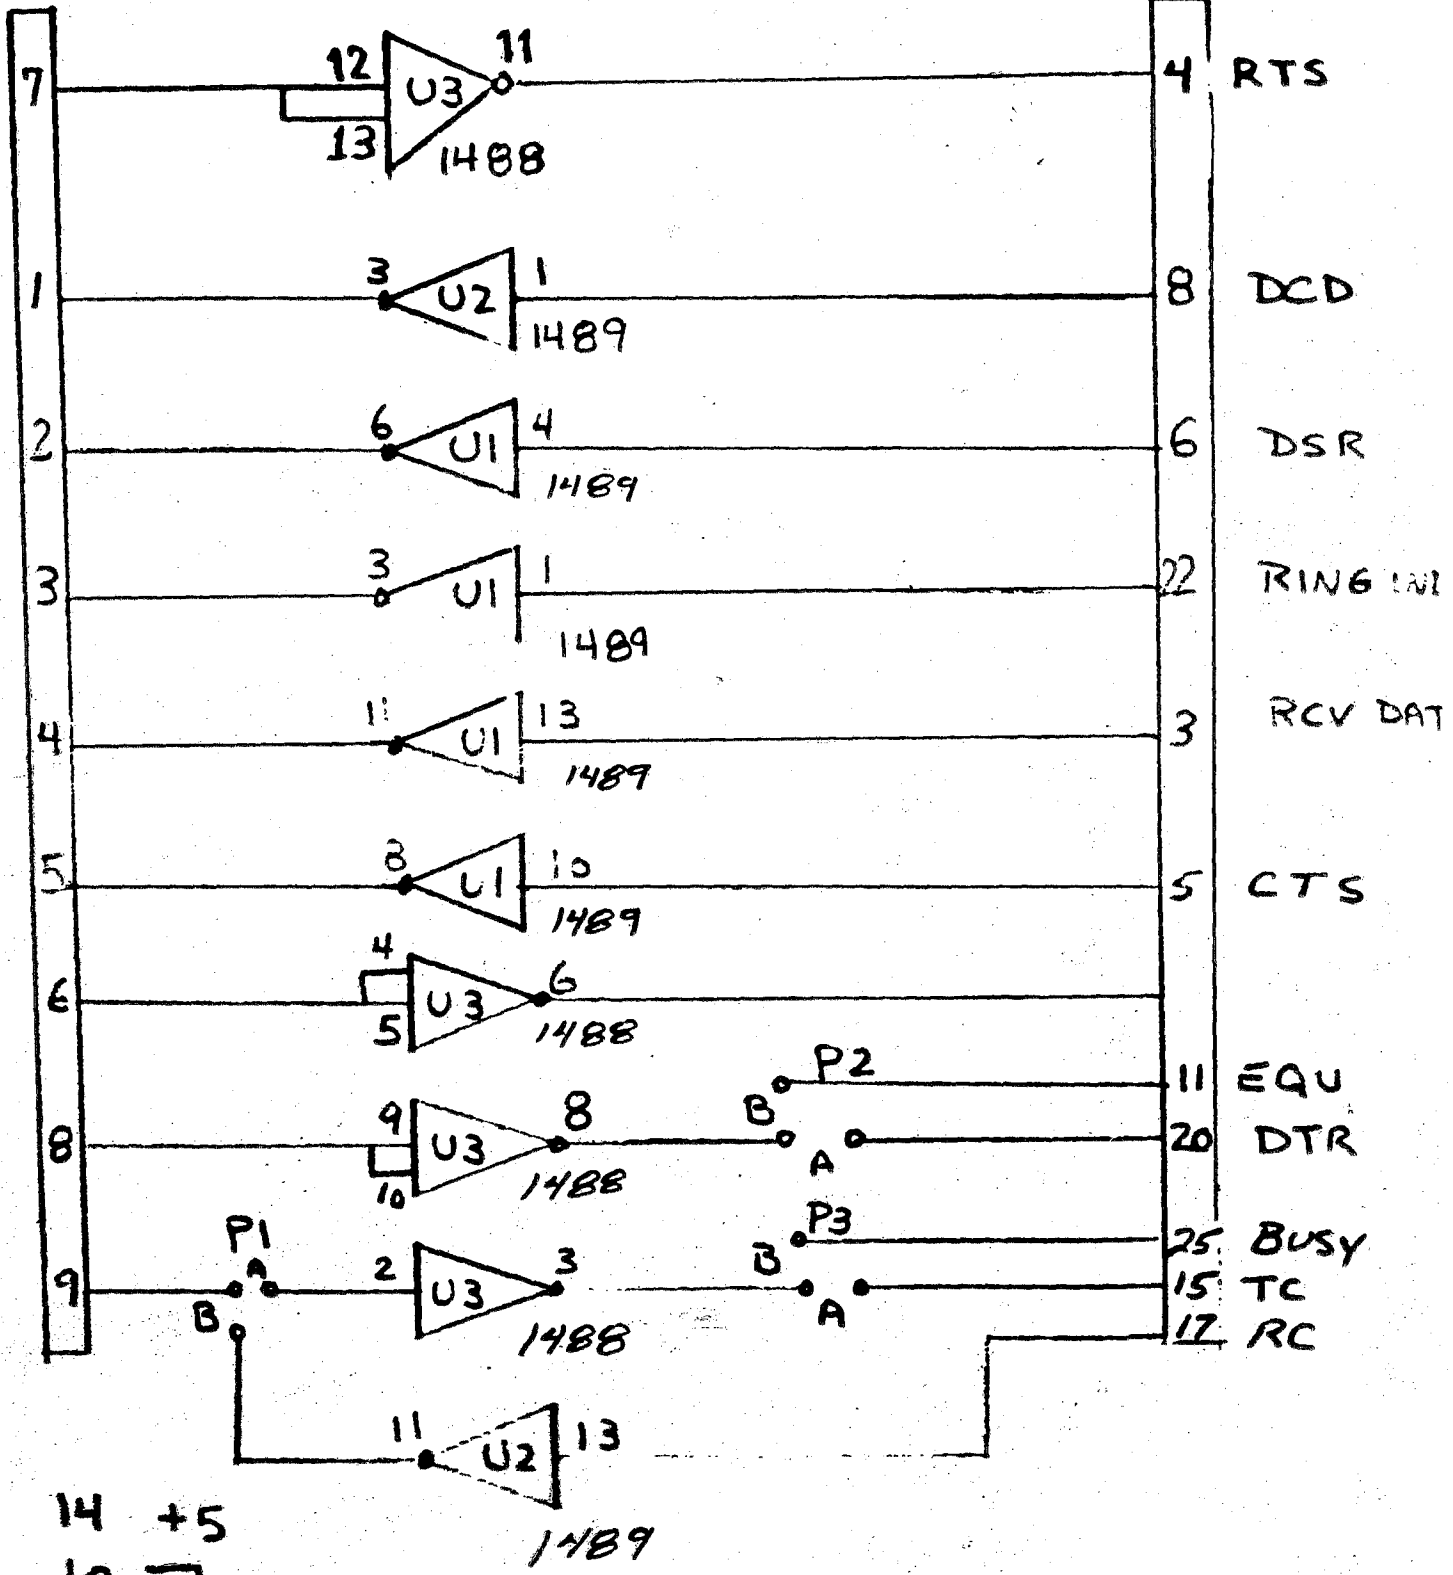 7 12 13 U3 11 1488 4 RTS
1 3 U2 1 1489 8 DCD
2 6 U1 4 1489 6 DSR
3 3 U1 1 1489 22 RING IND
4 11 U1 13 1489 3 RCV DAT
5 8 U1 10 1489 5 CTS
6 4 5 U3 6 1488
P2 B 11 EQU
8 9 10 U3 8 1488 A 20 DTR
P3 B 25 BUSY
9 P1 A B 2 U3 3 1488 A 15 TC
17 RC
11 U2 13 1489
14 +5